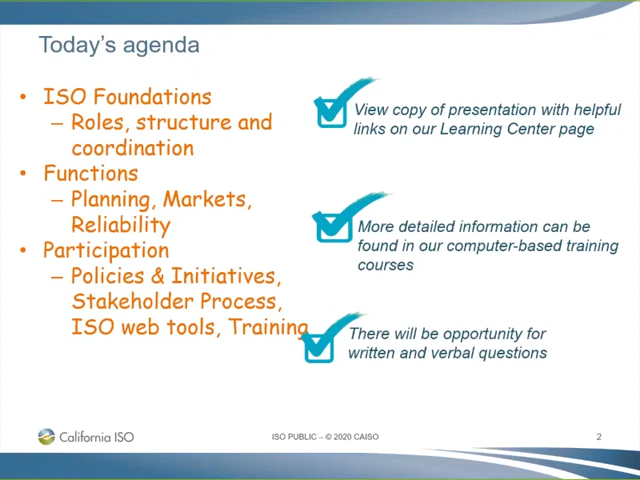 Today's agenda
• ISO Foundations
– Roles, structure and
coordination
• Functions
– Planning, Markets,
Reliability
• Participation
– Policies & Initiatives,
Stakeholder Process,
ISO web tools, Training
View copy of presentation with helpful
links on our Learning Center page
More detailed information can be
found in our computer-based training
courses
There will be opportunity for
written and verbal questions
California ISO
ISO PUBLIC – © 2020 CAISO
2